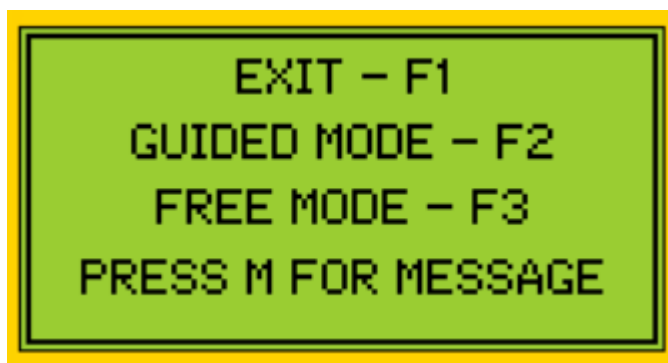 EXIT – F1
GUIDED MODE – F2
FREE MODE – F3
PRESS M FOR MESSAGE